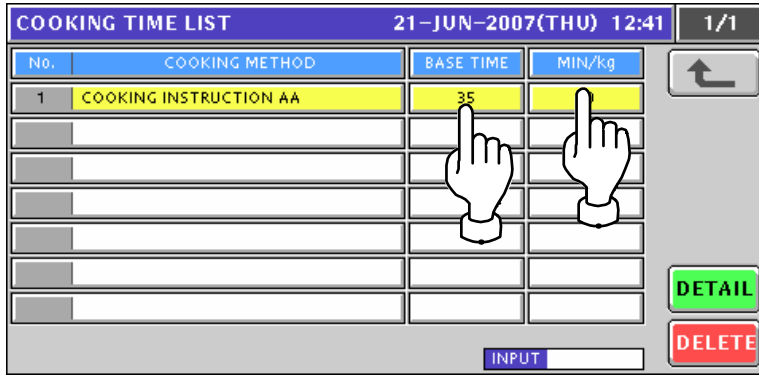 COOKING TIME LIST 21-JUN-2007(THU) 12:41 1/1
No. COOKING METHOD BASE TIME MIN/kg
1 COOKING INSTRUCTION AA 35
DETAIL
DELETE
INPUT